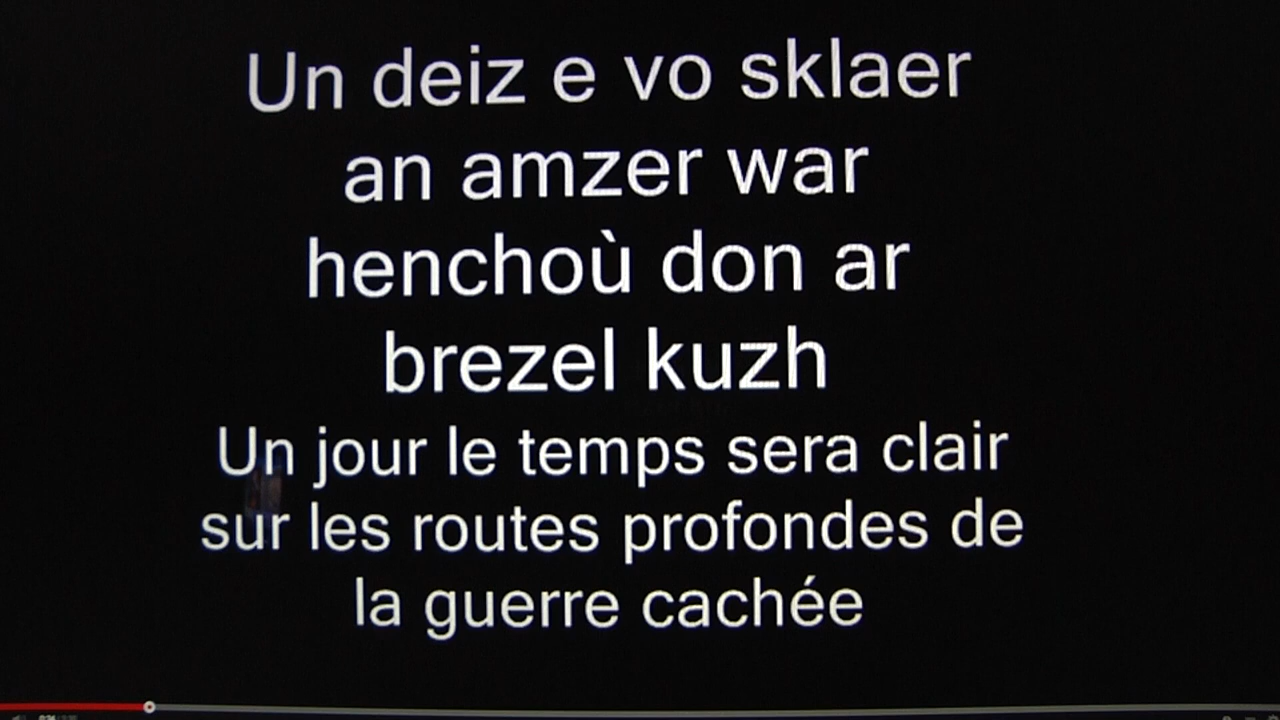 Un deiz e vo sklaer
an amzer war
henchoù don ar
brezel kuzh
Un jour le temps sera clair
sur les routes profondes de
la guerre cachée